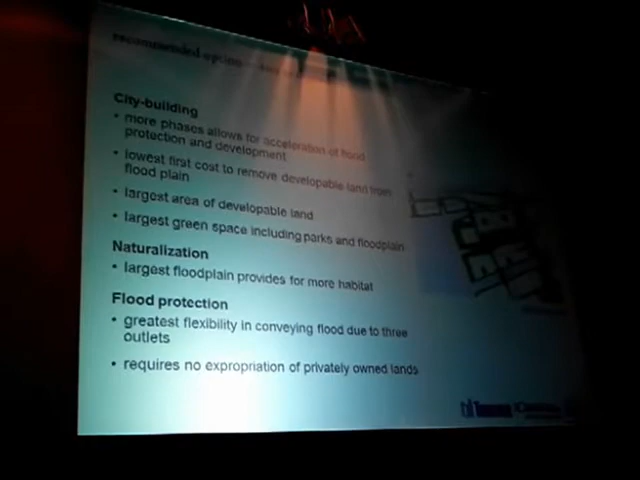 recommended option
City-building
• more phases allows for acceleration of flood
protection and development
• lowest first cost to remove developable land from
flood plain
• largest area of developable land
• largest green space including parks and floodplain
Naturalization
• largest floodplain provides for more habitat
Flood protection
• greatest flexibility in conveying flood due to three
outlets
• requires no expropriation of privately owned lands
Toronto